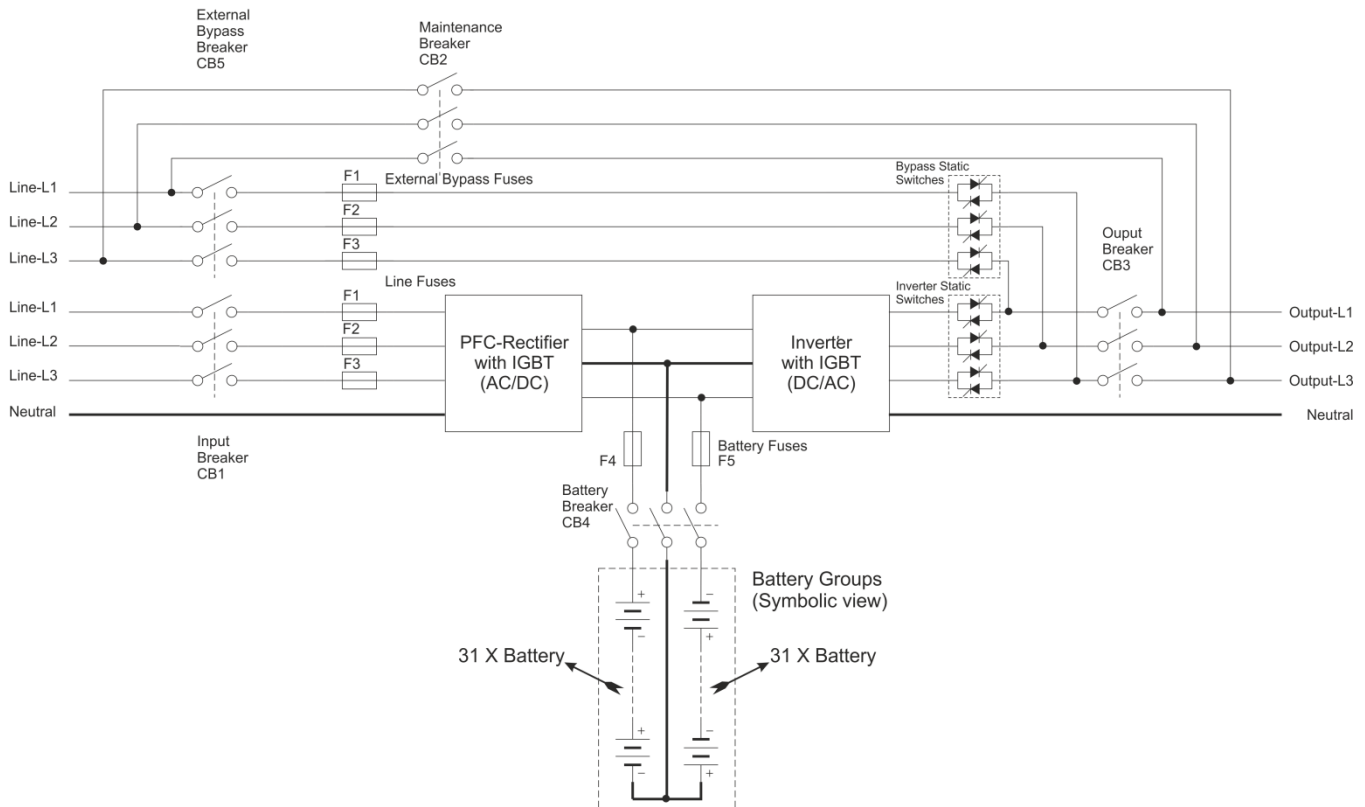 External
Bypass
Breaker
CB5
Maintenance
Breaker
CB2
Line-L1
Line-L2
Line-L3
F1
External Bypass Fuses
F2
F3
Bypass Static
Switches
Ouput
Breaker
CB3
Line Fuses
Inverter Static
Switches
Line-L1
Line-L2
Line-L3
Neutral
F1
F2
F3
PFC-Rectifier
with IGBT
(AC/DC)
Inverter
with IGBT
(DC/AC)
Output-L1
Output-L2
Output-L3
Neutral
Input
Breaker
CB1
F4
Battery Fuses
F5
Battery
Breaker
CB4
Battery Groups
(Symbolic view)
+
−
−
+
31 X Battery
31 X Battery
+
−
−
+